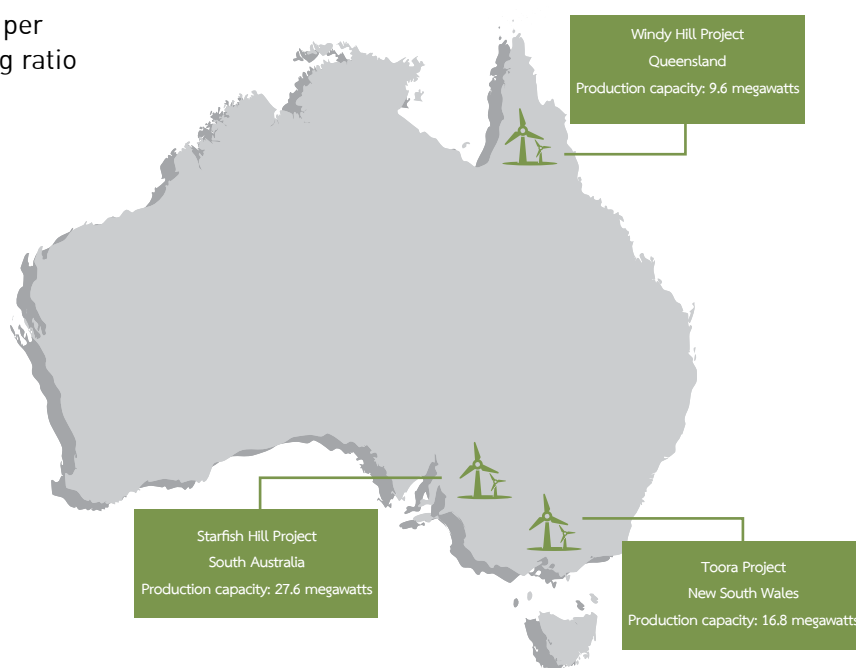 per
g ratio
Windy Hill Project
Queensland
Production capacity: 9.6 megawatts
Starfish Hill Project
South Australia
Production capacity: 27.6 megawatts
Toora Project
New South Wales
Production capacity: 16.8 megawatts